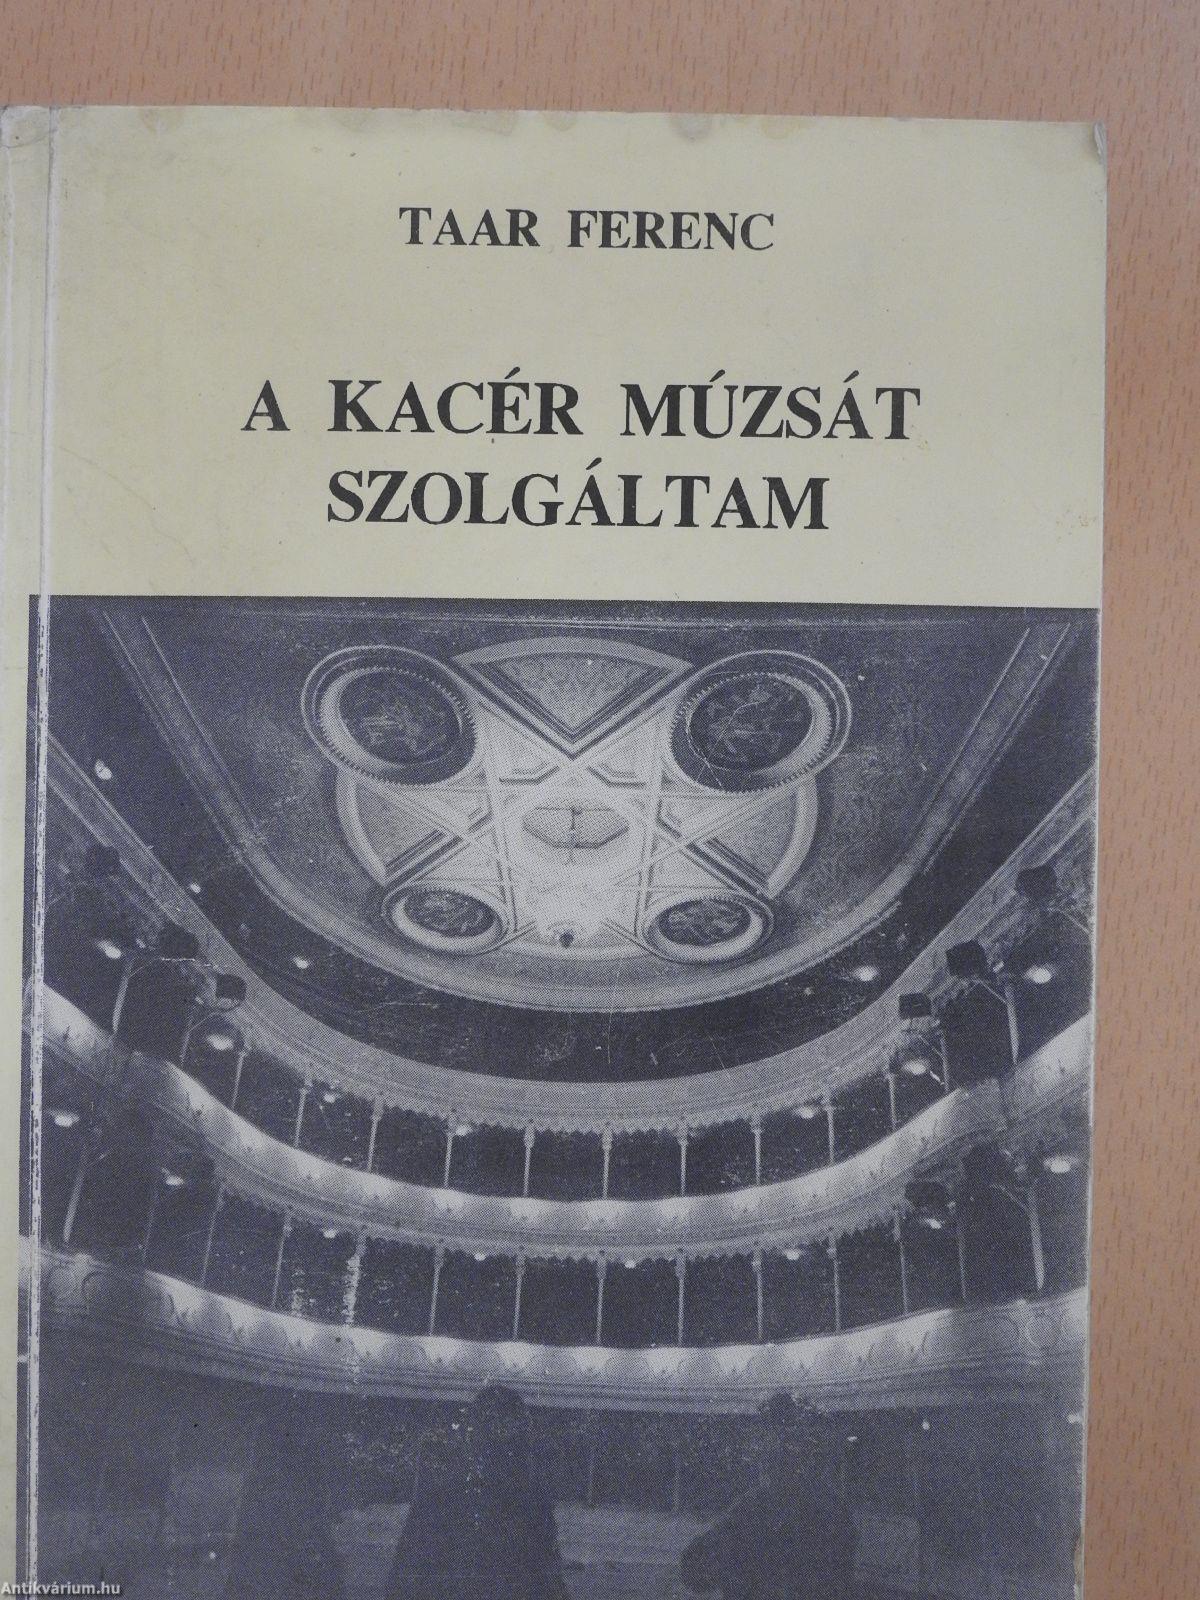 TAAR FERENC
A KACÉR MÚZSÁT
SZOLGÁLTAM
Antikvárium.hu